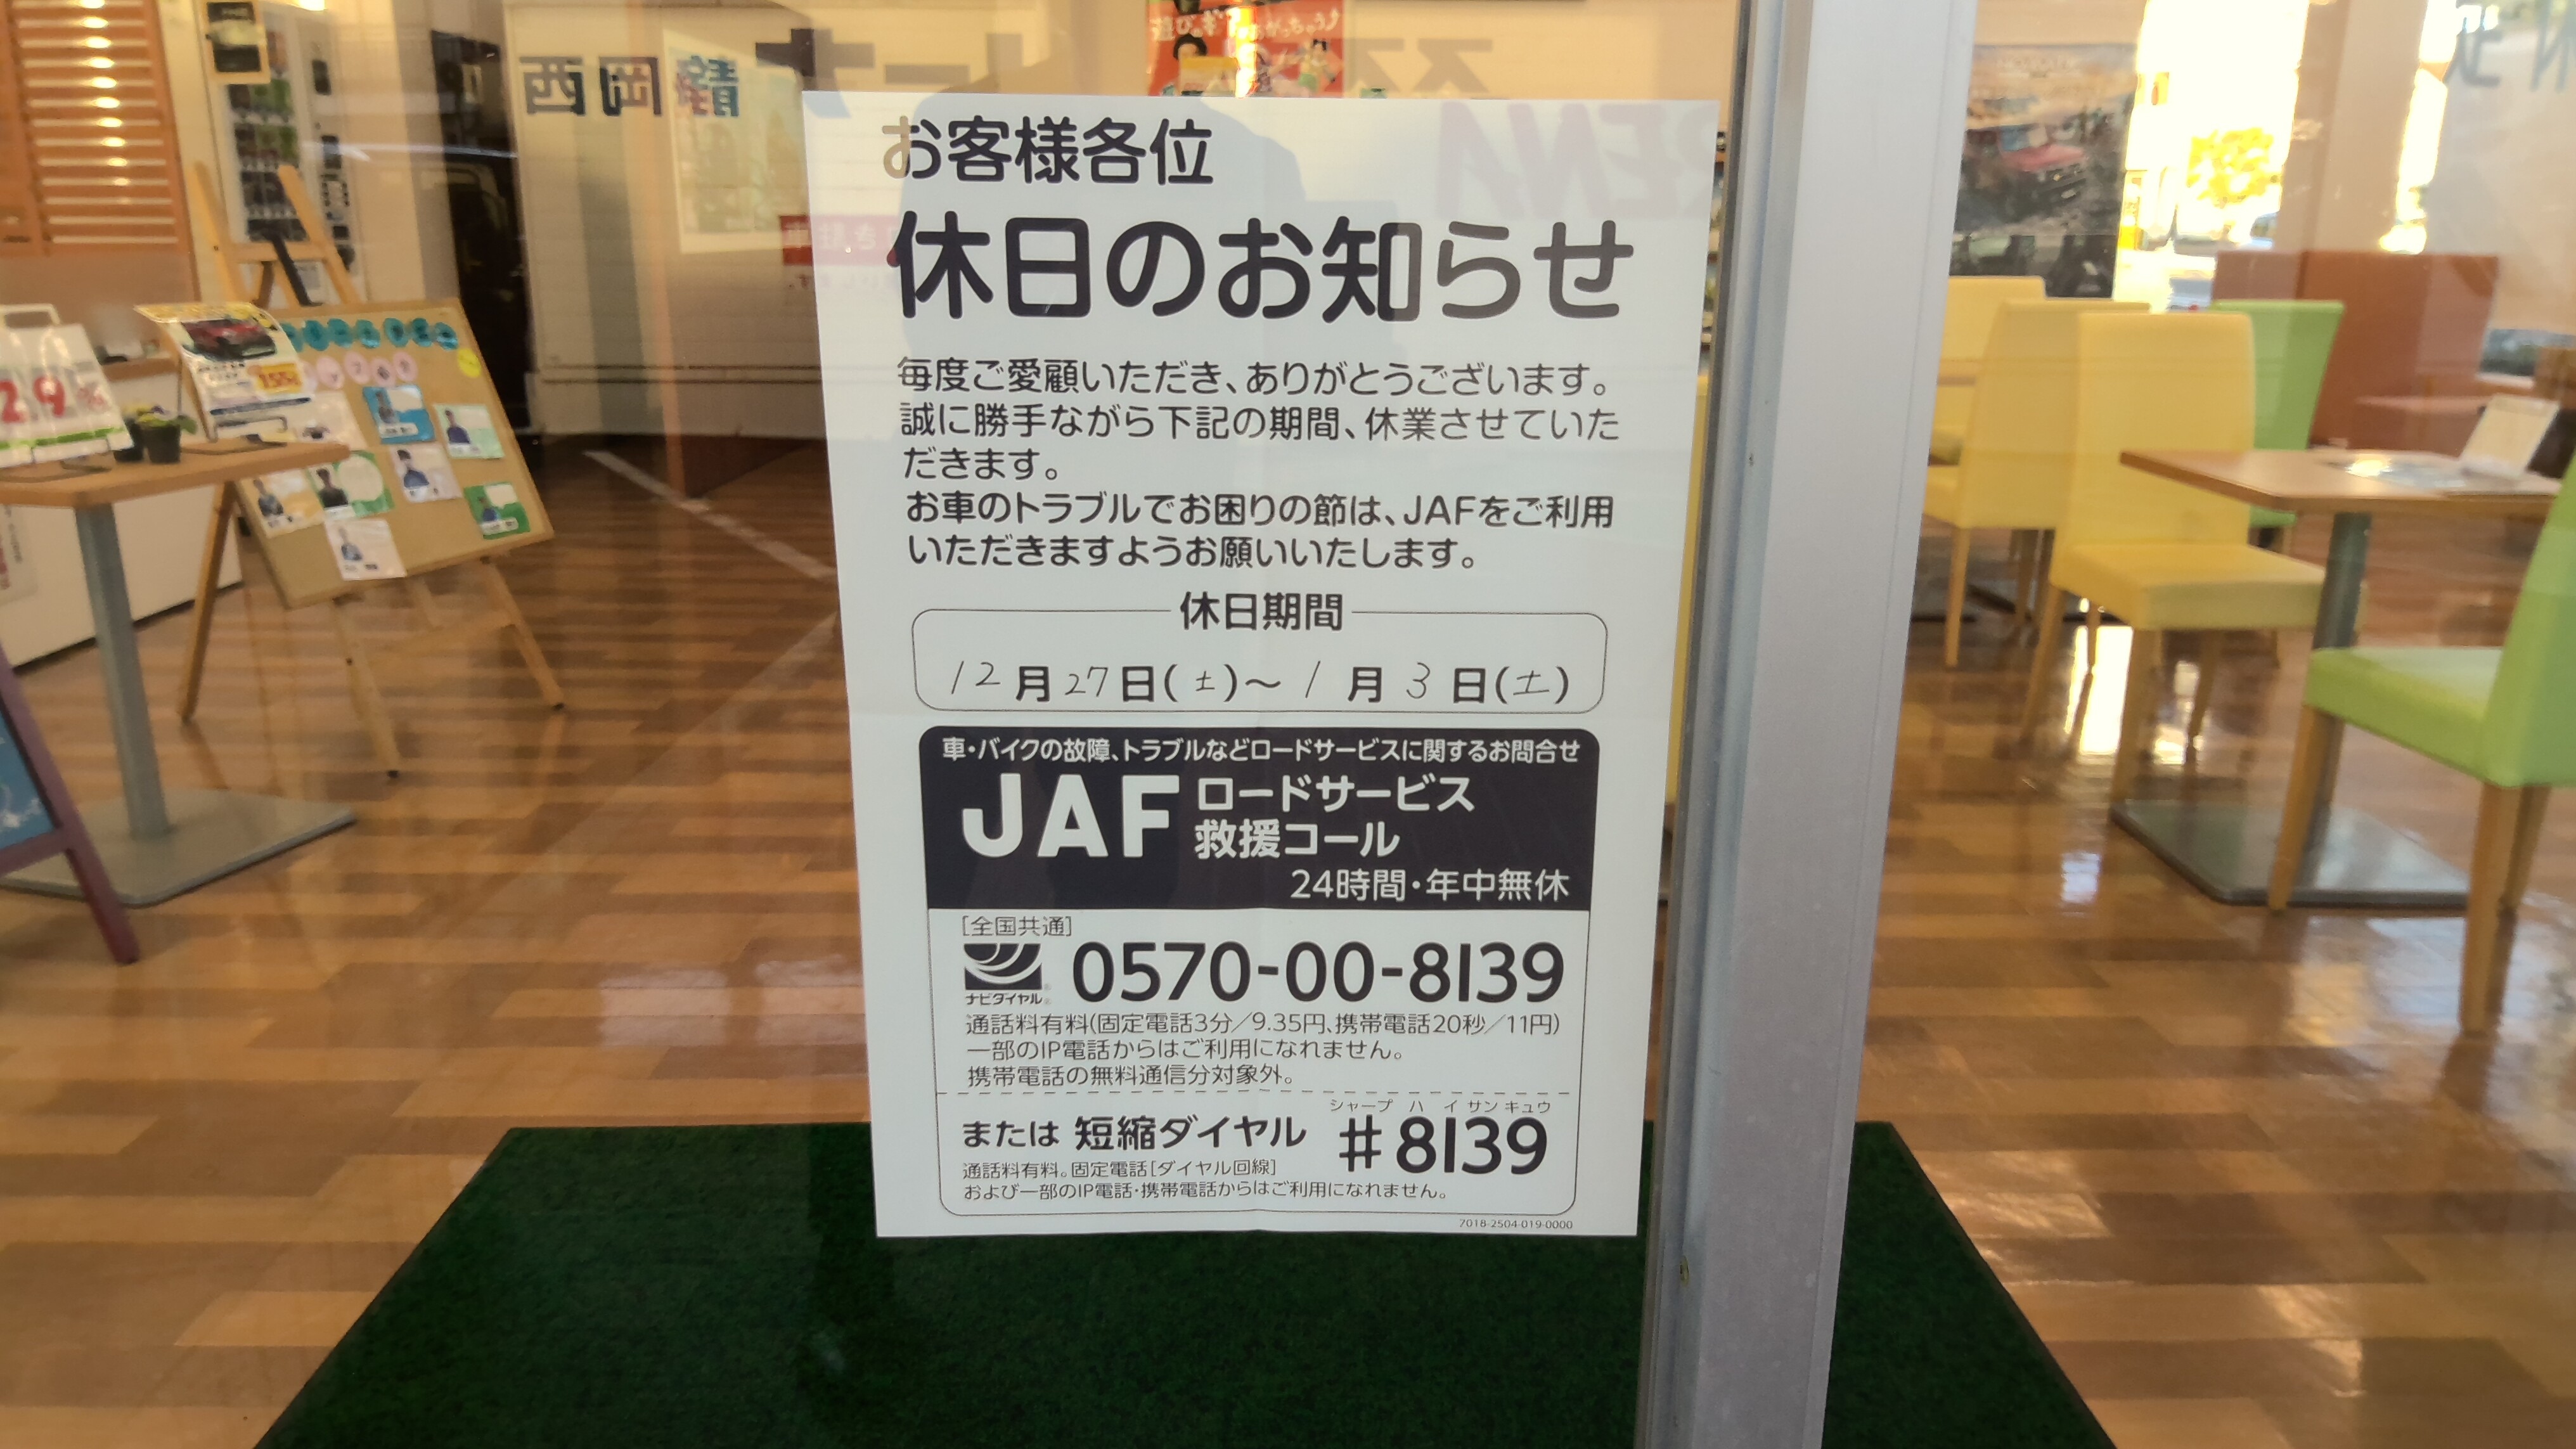 お客様各位
休日のお知らせ
毎度ご愛顧いただき、ありがとうございます。
誠に勝手ながら下記の期間、休業させていた
だきます。
お車のトラブルでお困りの節は、JAFをご利用
いただきますようお願いいたします。
休日期間
12月27日(土)～1月3日(土)
車・バイクの故障、トラブルなどロードサービスに関するお問合せ
JAF ロードサービス
救援コール
24時間・年中無休
[全国共通]
ナビダイヤル® 0570-00-8139
通話料有料(固定電話3分／9.35円、携帯電話20秒／11円)
一部のIP電話からはご利用になれません。
携帯電話の無料通信分対象外。
シャープ ハ イ サン キュウ
または 短縮ダイヤル #8139
通話料有料。固定電話[ダイヤル回線]
および一部のIP電話・携帯電話からはご利用になれません。
7018-2504-019-0000
静岡西
29